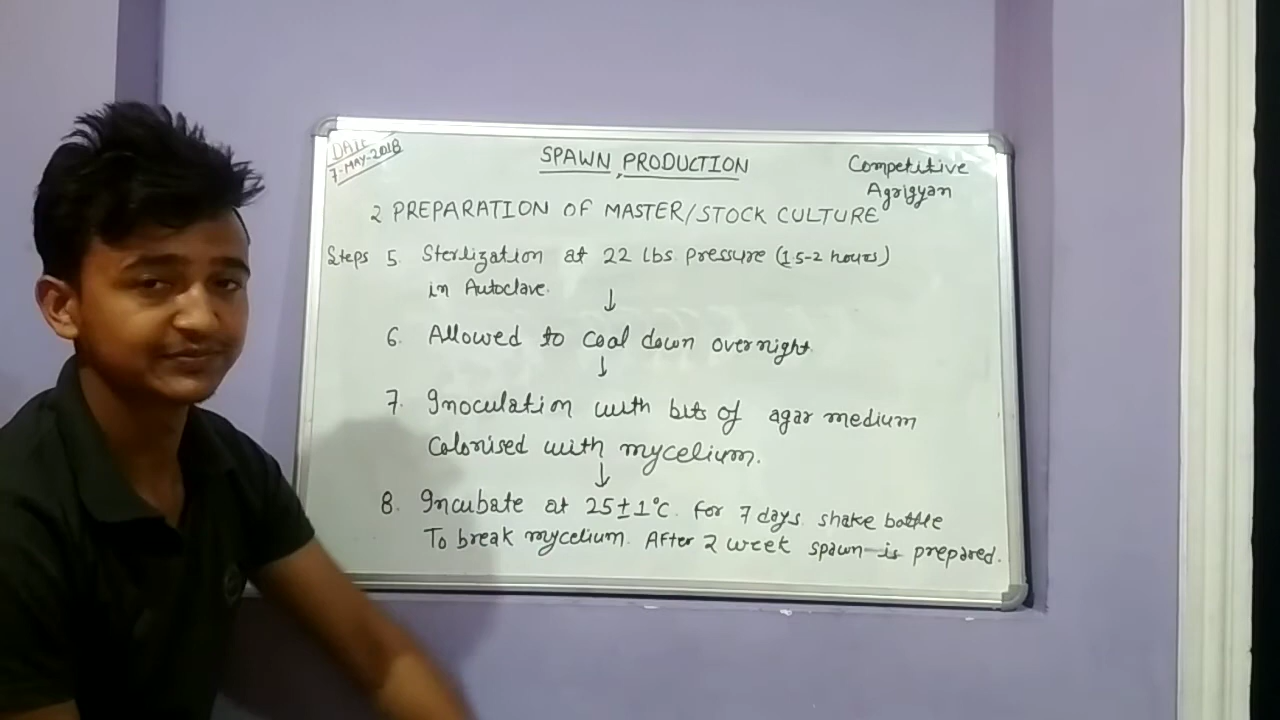 DATE
7-MAY-2018
SPAWN PRODUCTION
Competitive
Agrigyan
2 PREPARATION OF MASTER/STOCK CULTURE
Steps 5. Sterlization at 22 lbs pressure (1.5-2 hours)
in Autoclave.
↓
6. Allowed to cool down overnight.
↓
7. Inoculation with bits of agar medium
Colonised with mycelium.
↓
8. Incubate at 25±1°C. for 7 days. shake bottle
To break mycelium. After 2 week spawn is prepared.